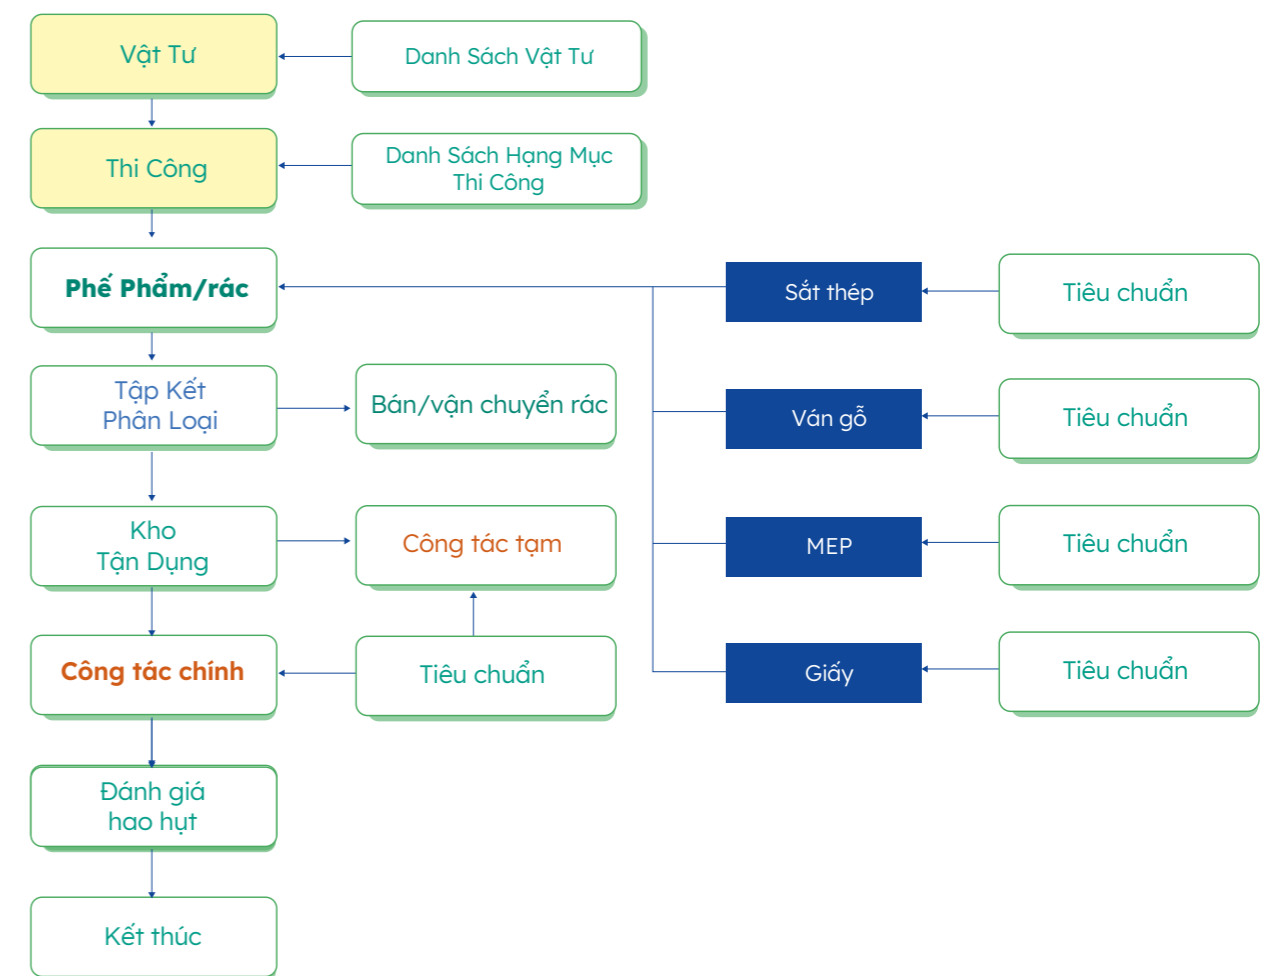 Vật Tư
Danh Sách Vật Tư
Thi Công
Danh Sách Hạng Mục
Thi Công
Phế Phẩm/rác
Sắt thép
Tiêu chuẩn
Tập Kết
Phân Loại
Bán/vận chuyển rác
Ván gỗ
Tiêu chuẩn
Kho
Tận Dụng
Công tác tạm
MEP
Tiêu chuẩn
Công tác chính
Tiêu chuẩn
Giấy
Tiêu chuẩn
Đánh giá
hao hụt
Kết thúc